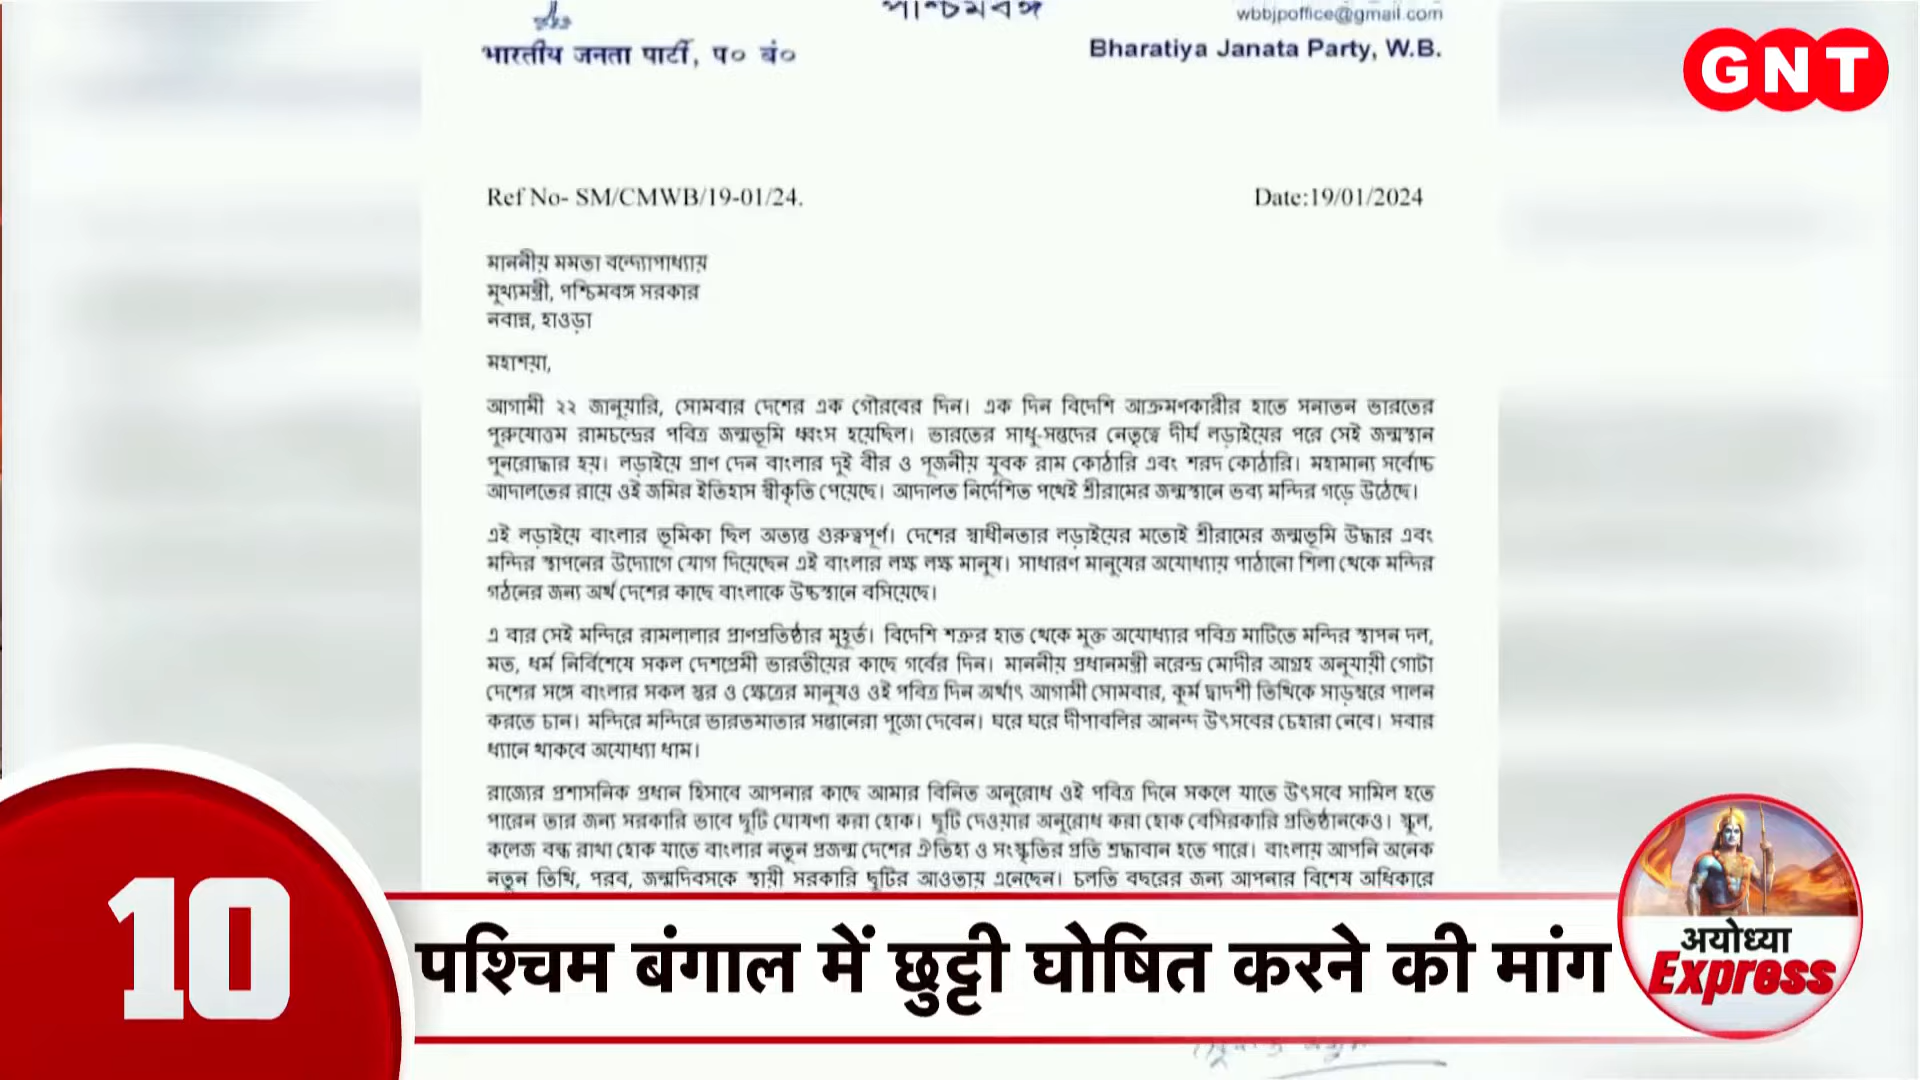 পশ্চিমবঙ্গ
wbbjpoffice@gmail.com
भारतीय जनता पार्टी, प० बं०
Bharatiya Janata Party, W.B.
GNT
Ref No- SM/CMWB/19-01/24.
Date:19/01/2024
মাননীয় মমতা বন্দ্যোপাধ্যায়
মুখ্যমন্ত্রী, পশ্চিমবঙ্গ সরকার
নবান্ন, হাওড়া
মহাশয়া,
আগামী ২২ জানুয়ারি, সোমবার দেশের এক গৌরবের দিন। এক দিন বিদেশি আক্রমণকারীর হাতে সনাতন ভারতের
পুরুষোত্তম রামচন্দ্রের পবিত্র জন্মভূমি ধ্বংস হয়েছিল। ভারতের সাধু-সন্তদের নেতৃত্বে দীর্ঘ লড়াইয়ের পরে সেই জন্মস্থান
পুনরোদ্ধার হয়। লড়াইয়ে প্রাণ দেন বাংলার দুই বীর ও পূজনীয় যুবক রাম কোঠারি এবং শরদ কোঠারি। মহামান্য সর্বোচ্চ
আদালতের রায়ে ওই জমির ইতিহাস স্বীকৃতি পেয়েছে। আদালত নির্দেশিত পথেই শ্রীরামের জন্মস্থানে ভব্য মন্দির গড়ে উঠেছে।
এই লড়াইয়ে বাংলার ভূমিকা ছিল অত্যন্ত গুরুত্বপূর্ণ। দেশের স্বাধীনতার লড়াইয়ের মতোই শ্রীরামের জন্মভূমি উদ্ধার এবং
মন্দির স্থাপনের উদ্যোগে যোগ দিয়েছেন এই বাংলার লক্ষ লক্ষ মানুষ। সাধারণ মানুষের অযোধ্যায় পাঠানো শিলা থেকে মন্দির
গঠনের জন্য অর্থ দেশের কাছে বাংলাকে উচ্চস্থানে বসিয়েছে।
এ বার সেই মন্দিরে রামলালার প্রাণপ্রতিষ্ঠার মুহূর্ত। বিদেশি শত্রুর হাত থেকে মুক্ত অযোধ্যার পবিত্র মাটিতে মন্দির স্থাপন দল,
মত, ধর্ম নির্বিশেষে সকল দেশপ্রেমী ভারতীয়ের কাছে গর্বের দিন। মাননীয় প্রধানমন্ত্রী নরেন্দ্র মোদীর আগ্রহ অনুযায়ী গোটা
দেশের সঙ্গে বাংলার সকল স্তর ও ক্ষেত্রের মানুষও ওই পবিত্র দিন অর্থাৎ আগামী সোমবার, কুর্ম দ্বাদশী তিথিকে সাড়ম্বরে পালন
করতে চান। মন্দিরে মন্দিরে ভারতমাতার সন্তানেরা পুজো দেবেন। ঘরে ঘরে দীপাবলির আনন্দ উৎসবের চেহারা নেবে। সবার
ধ্যানে থাকবে অযোধ্যা ধাম।
রাজ্যের প্রশাসনিক প্রধান হিসাবে আপনার কাছে আমার বিনিত অনুরোধ ওই পবিত্র দিনে সকলে যাতে উৎসবে সামিল হতে
পারেন তার জন্য সরকারি ভাবে ছুটি ঘোষণা করা হোক। ছুটি দেওয়ার অনুরোধ করা হোক বেসিরকারি প্রতিষ্ঠানকেও। স্কুল,
কলেজ বন্ধ রাখা হোক যাতে বাংলার নতুন প্রজন্ম দেশের ঐতিহ্য ও সংস্কৃতির প্রতি শ্রদ্ধাবান হতে পারে। বাংলায় আপনি অনেক
নতুন তিথি, পরব, জন্মদিবসকে স্থায়ী সরকারি ছুটির আওতায় এনেছেন। চলতি বছরের জন্য আপনার বিশেষ অধিকারে
10
पश्चिम बंगाल में छुट्टी घोषित करने की मांग
अयोध्या
Express